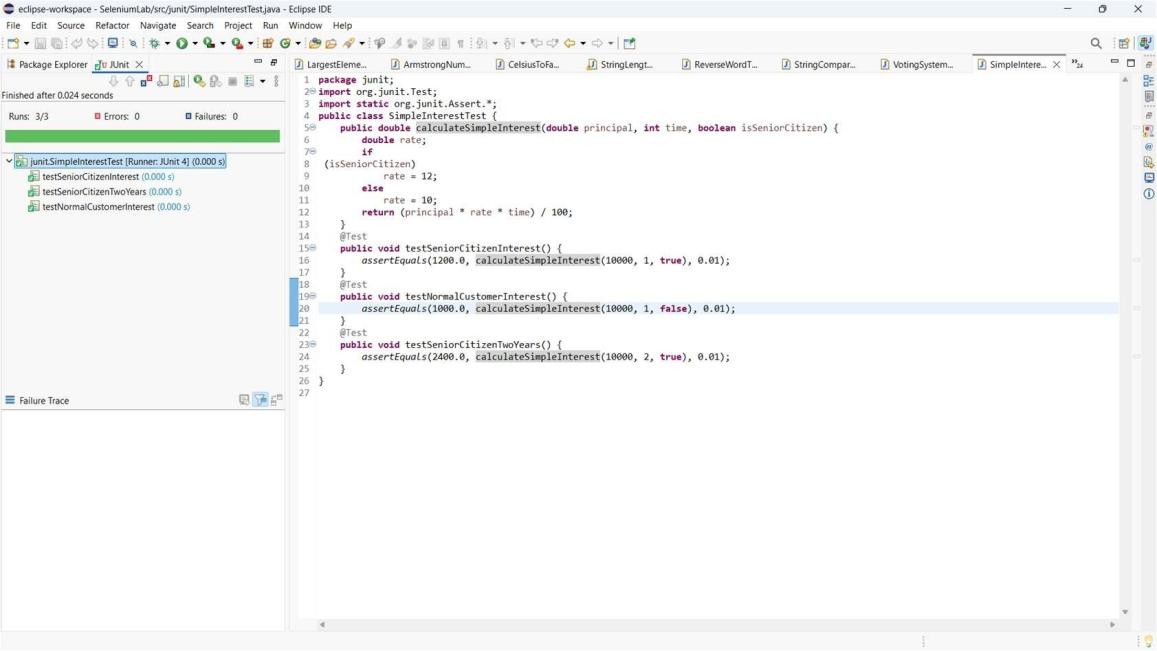 eclipse-workspace - SeleniumLab/src/junit/SimpleInterestTest.java - Eclipse IDE
File Edit Source Refactor Navigate Search Project Run Window Help
Package Explorer JUnit
LargestEleme... ArmstrongNum... CelsiusToFa... StringLengt... ReverseWordT... StringCompar... VotingSystem... SimpleIntere... »24
Finished after 0.024 seconds
Runs: 3/3 Errors: 0 Failures: 0
junit.SimpleInterestTest [Runner: JUnit 4] (0.000 s)
testSeniorCitizenInterest (0.000 s)
testSeniorCitizenTwoYears (0.000 s)
testNormalCustomerInterest (0.000 s)
Failure Trace
1 package junit;
2 import org.junit.Test;
3 import static org.junit.Assert.*;
4 public class SimpleInterestTest {
5 public double calculateSimpleInterest(double principal, int time, boolean isSeniorCitizen) {
6 double rate;
7 if
8 (isSeniorCitizen)
9 rate = 12;
10 else
11 rate = 10;
12 return (principal * rate * time) / 100;
13 }
14 @Test
15 public void testSeniorCitizenInterest() {
16 assertEquals(1200.0, calculateSimpleInterest(10000, 1, true), 0.01);
17 }
18 @Test
19 public void testNormalCustomerInterest() {
20 assertEquals(1000.0, calculateSimpleInterest(10000, 1, false), 0.01);
21 }
22 @Test
23 public void testSeniorCitizenTwoYears() {
24 assertEquals(2400.0, calculateSimpleInterest(10000, 2, true), 0.01);
25 }
26 }
27